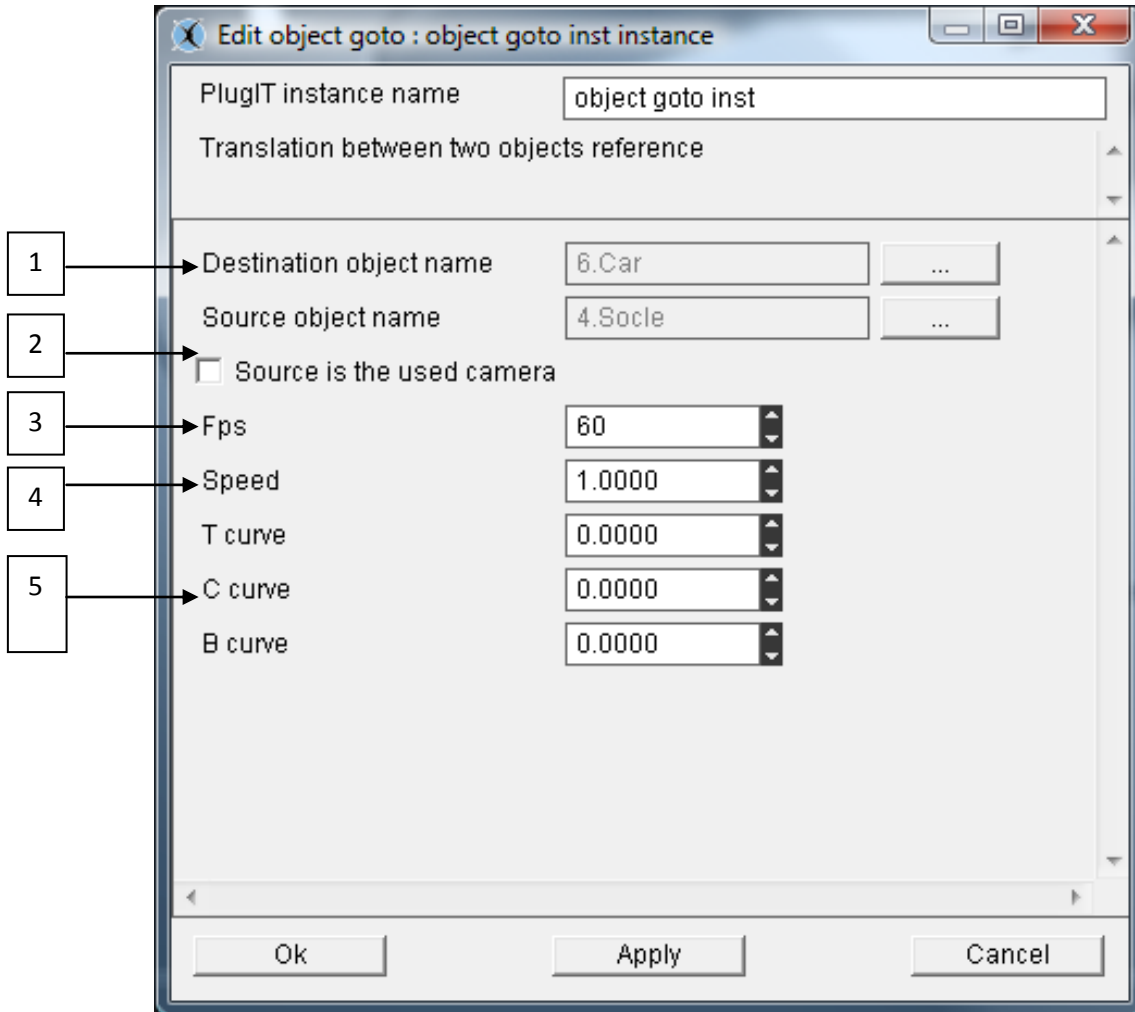 Edit object goto : object goto inst instance
PlugIT instance name object goto inst
Translation between two objects reference
1 Destination object name 6.Car ...
Source object name 4.Socle ...
2
Source is the used camera
3 Fps 60
4 Speed 1.0000
T curve 0.0000
5 C curve 0.0000
B curve 0.0000
Ok Apply Cancel